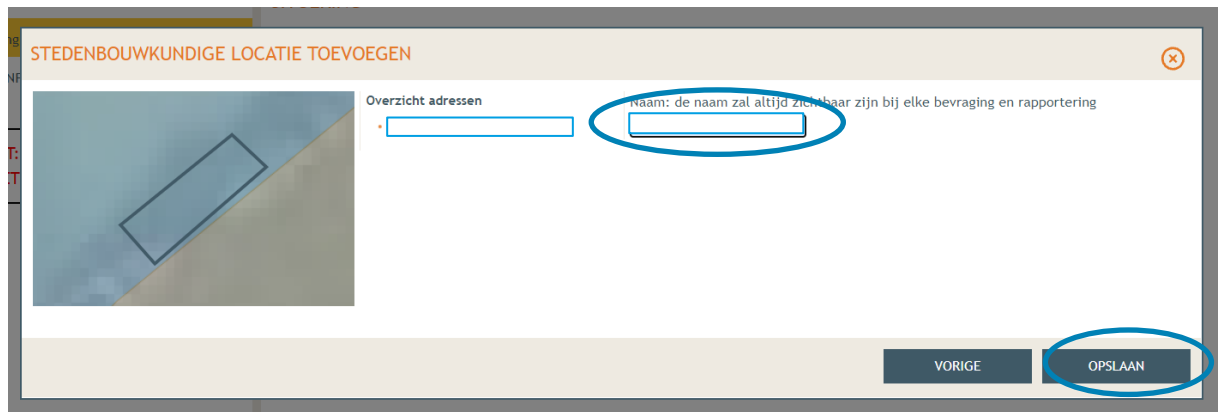 STEDENBOUWKUNDIGE LOCATIE TOEVOEGEN
Overzicht adressen
Naam: de naam zal altijd zichtbaar zijn bij elke bevraging en rapportering
*
VORIGE
OPSLAAN